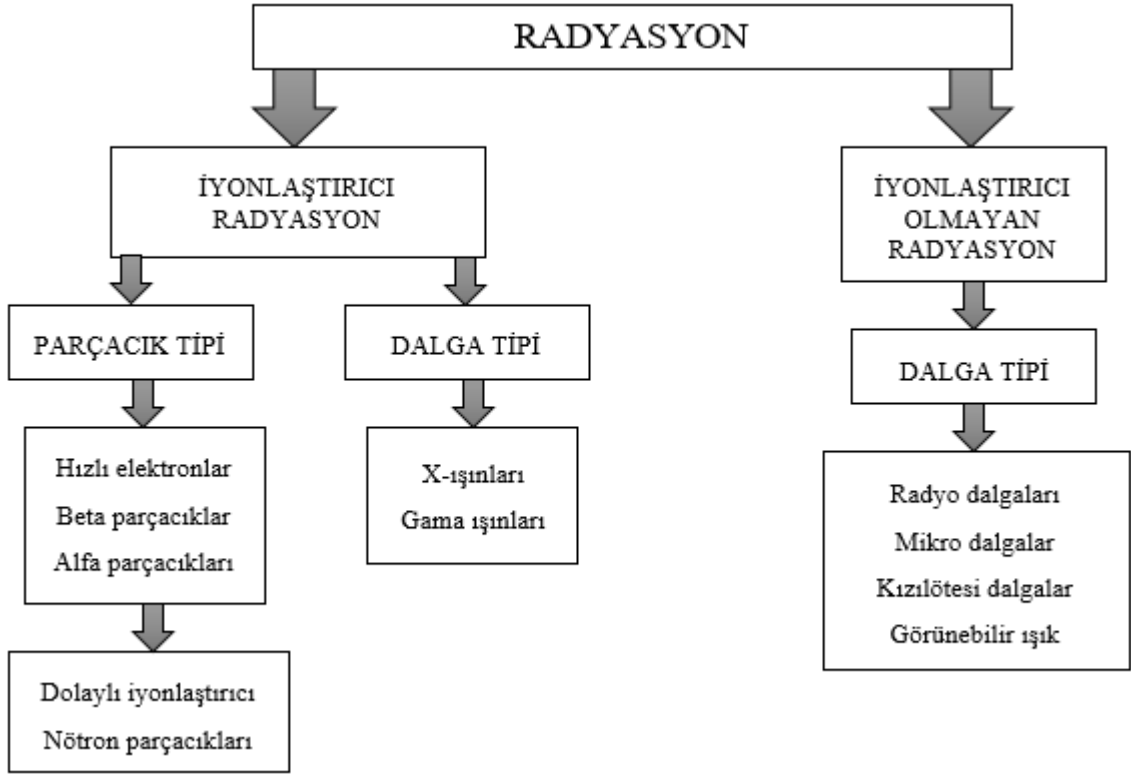 RADYASYON
İYONLAŞTIRICI
RADYASYON
PARÇACIK TİPİ
Hızlı elektronlar
Beta parçacıklar
Alfa parçacıkları
Dolaylı iyonlaştırıcı
Nötron parçacıkları
DALGA TİPİ
X-ışınları
Gama ışınları
İYONLAŞTIRICI
OLMAYAN
RADYASYON
DALGA TİPİ
Radyo dalgaları
Mikro dalgalar
Kızılötesi dalgalar
Görünebilir ışık